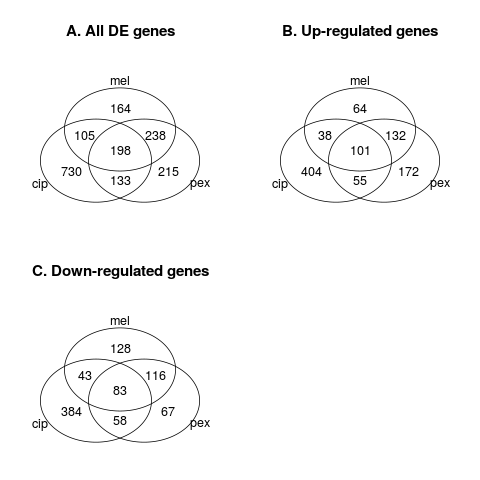 A. All DE genes
mel
164
105 238
198
730 215
133
cip pex
B. Up-regulated genes
mel
64
38 132
101
404 172
55
cip pex
C. Down-regulated genes
mel
128
43 116
83
384 67
58
cip pex